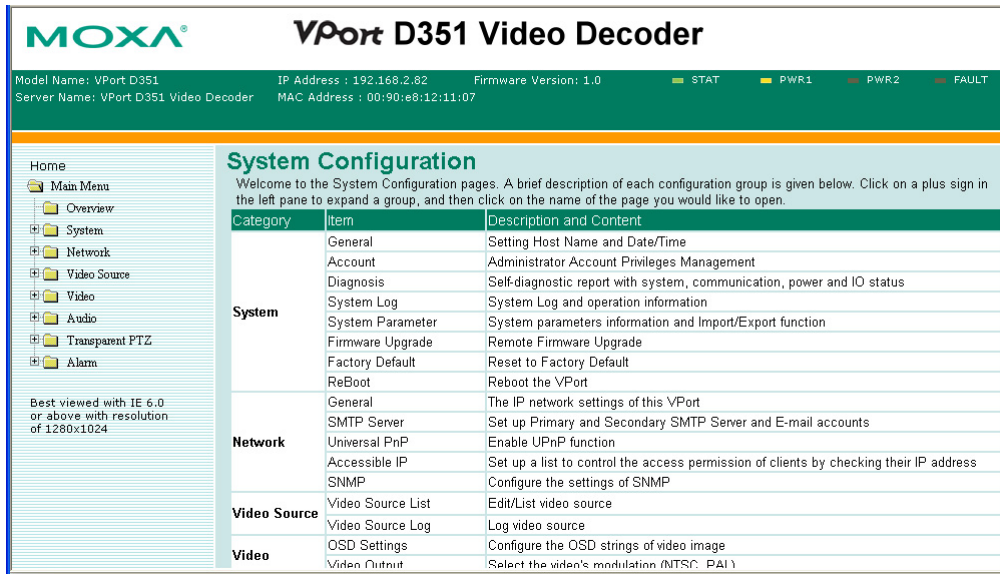 MOXA®
VPort D351 Video Decoder
Model Name: VPort D351
IP Address : 192.168.2.82
Firmware Version: 1.0
STAT
PWR1
PWR2
FAULT
Server Name: VPort D351 Video Decoder
MAC Address : 00:90:e8:12:11:07
Home
Main Menu
Overview
System
Network
Video Source
Video
Audio
Transparent PTZ
Alarm
Best viewed with IE 6.0
or above with resolution
of 1280x1024
System Configuration
Welcome to the System Configuration pages. A brief description of each configuration group is given below. Click on a plus sign in
the left pane to expand a group, and then click on the name of the page you would like to open.
Category Item Description and Content
System
General Setting Host Name and Date/Time
Account Administrator Account Privileges Management
Diagnosis Self-diagnostic report with system, communication, power and IO status
System Log System Log and operation information
System Parameter System parameters information and Import/Export function
Firmware Upgrade Remote Firmware Upgrade
Factory Default Reset to Factory Default
ReBoot Reboot the VPort
Network
General The IP network settings of this VPort
SMTP Server Set up Primary and Secondary SMTP Server and E-mail accounts
Universal PnP Enable UPnP function
Accessible IP Set up a list to control the access permission of clients by checking their IP address
SNMP Configure the settings of SNMP
Video Source
Video Source List Edit/List video source
Video Source Log Log video source
Video
OSD Settings Configure the OSD strings of video image
Video Output Select the video's modulation (NTSC, PAL)